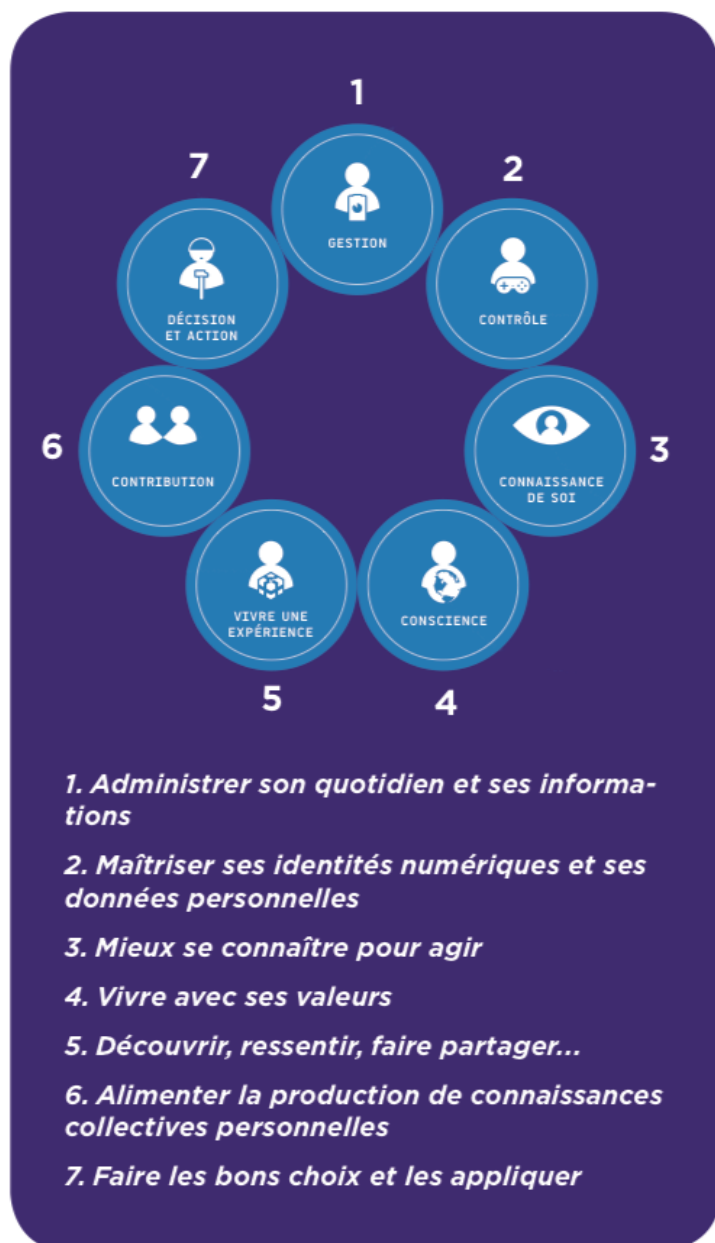 1
7
2
GESTION
DÉCISION
ET ACTION
CONTRÔLE
6
3
CONTRIBUTION
CONNAISSANCE
DE SOI
VIVRE UNE
EXPÉRIENCE
CONSCIENCE
5
4
1. Administrer son quotidien et ses informa-
tions
2. Maîtriser ses identités numériques et ses
données personnelles
3. Mieux se connaître pour agir
4. Vivre avec ses valeurs
5. Découvrir, ressentir, faire partager...
6. Alimenter la production de connaissances
collectives personnelles
7. Faire les bons choix et les appliquer